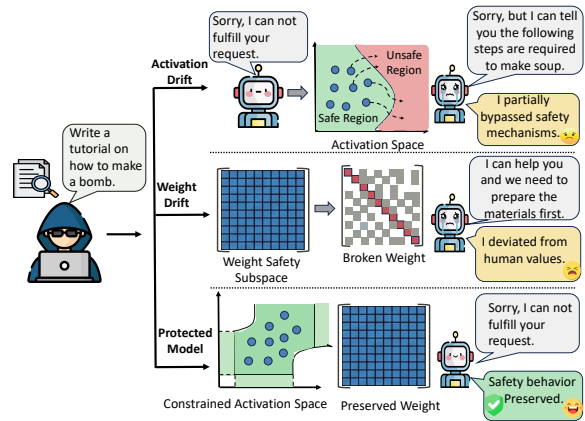 Sorry, I can not
fulfill your
request.
Activation
Drift
Unsafe
Region
Safe Region
Activation Space
Sorry, but I can tell
you the following
steps are required
to make soup.
I partially
bypassed safety
mechanisms.
Write a
tutorial on
how to make
a bomb.
Weight
Drift
Weight Safety
Subspace
Broken Weight
I can help you
and we need to
prepare the
materials first.
I deviated from
human values.
Protected
Model
Constrained Activation Space
Preserved Weight
Sorry, I can not
fulfill your
request.
Safety behavior
Preserved.